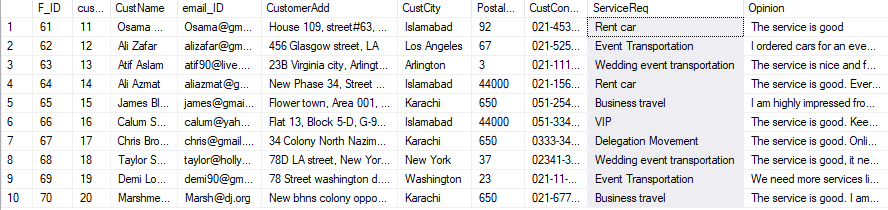 F_ID cus... CustName email_ID CustomerAdd CustCity Postal... CustCon... ServiceReq Opinion
1 61 11 Osama ... Osama@gm... House 109, street#63, ... Islamabad 92 021-453... Rent car The service is good
2 62 12 Ali Zafar alizafar@gm... 456 Glasgow street, LA Los Angeles 67 021-525... Event Transportation I ordered cars for an eve...
3 63 13 Atif Aslam atif90@live.... 23B Virginia city, Arlingt... Arlington 3 021-111... Wedding event transportation The service is nice and f...
4 64 14 Ali Azmat alizmat@g... New Phase 34, Street ... Islamabad 44000 021-156... Rent car The service is good. Ever...
5 65 15 James Bl... james@gmai... Flower town, Area 001, ... Karachi 650 051-254... Business travel I am highly impressed fro...
6 66 16 Calum S... calum@yah... Flat 13, Block 5-D, G-9... Islamabad 44000 051-334... VIP The service is good. Kee...
7 67 17 Chris Bro... chris@gmail.... 34 Colony North Nazim... Karachi 650 0333-34... Delegation Movement The service is good. Onli...
8 68 18 Taylor S... taylor@holly... 78D LA street, New Yor... New York 37 02341-3... Wedding event transportation The service is good, it ne...
9 69 19 Demi Lo... demi90@gm... 78 Street washington d... Washington 23 021-11-... Event Transportation We need more services li...
10 70 20 Marshme... Marsh@dj.org New bhns colony oppo... Karachi 650 021-677... Business travel The service is good. I am...